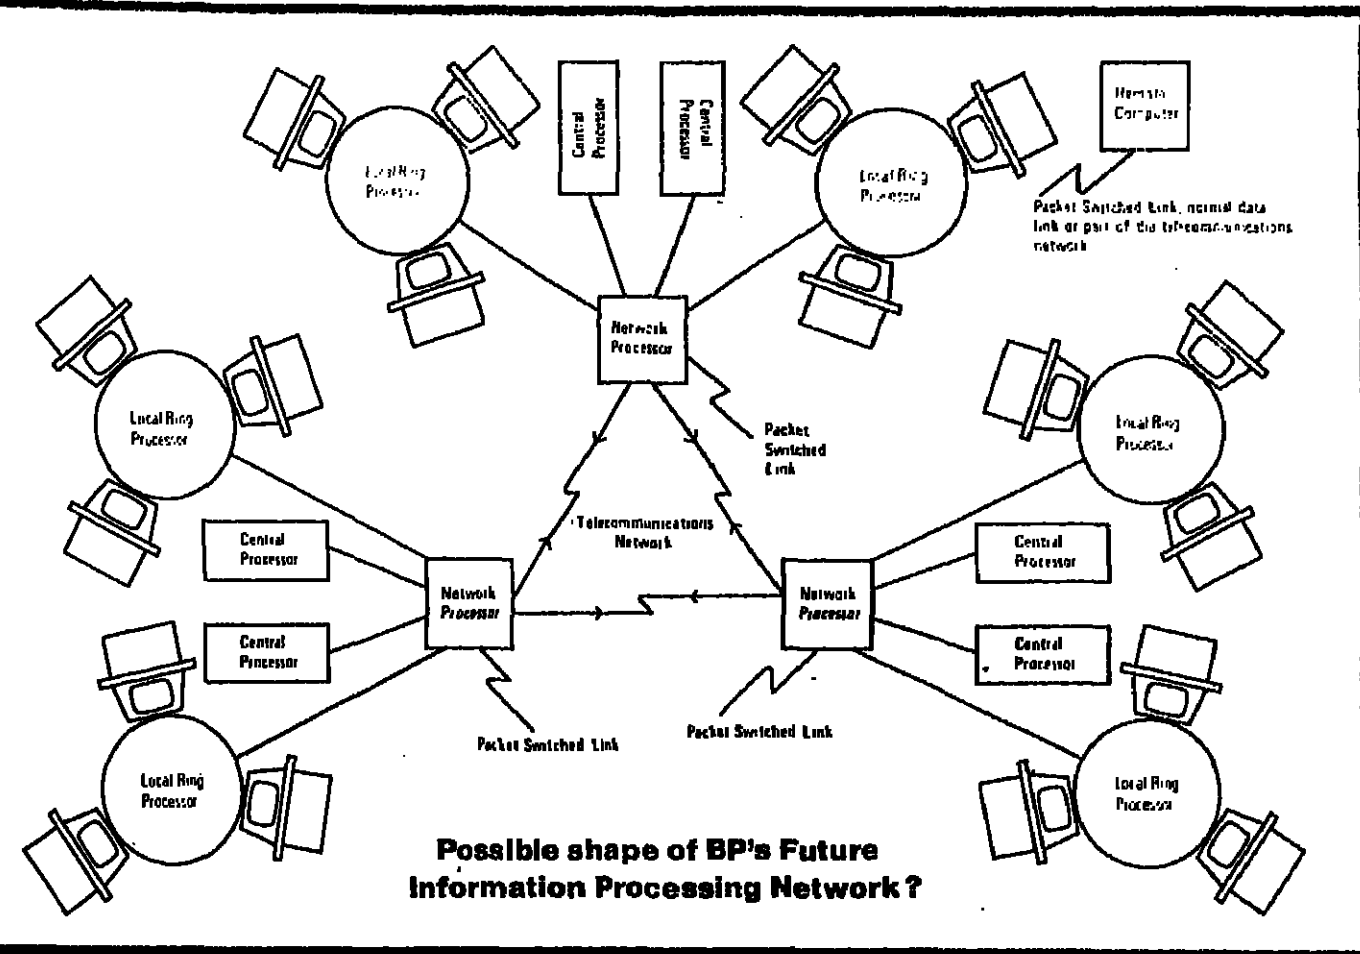 Local Ring
Processor
Central
Processor
Central
Processor
Local Ring
Processor
Remote
Computer
Packet Switched Link, normal data
link or part of the telecommunications
network
Network
Processor
Packet
Switched
Link
Local Ring
Processor
Local Ring
Processor
Telecommunications
Network
Central
Processor
Central
Processor
Network
Processor
Network
Processor
Central
Processor
Central
Processor
Packet Switched Link
Packet Switched Link
Local Ring
Processor
Local Ring
Processor
Possible shape of BP's Future
Information Processing Network?